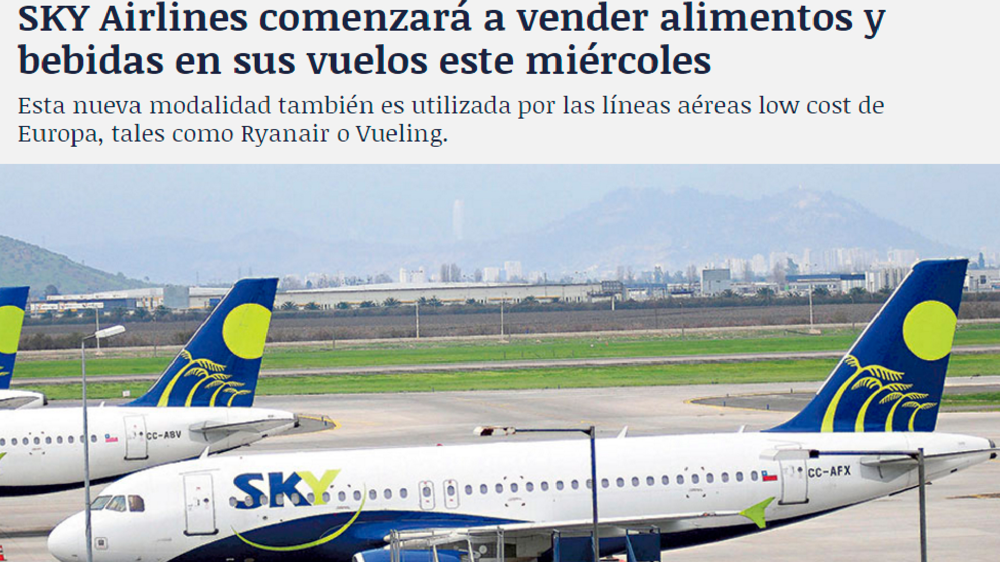 SKY Airlines comenzará a vender alimentos y
bebidas en sus vuelos este miércoles
Esta nueva modalidad también es utilizada por las líneas aéreas low cost de
Europa, tales como Ryanair o Vueling.
CC-ABV
SKY
CC-AFX